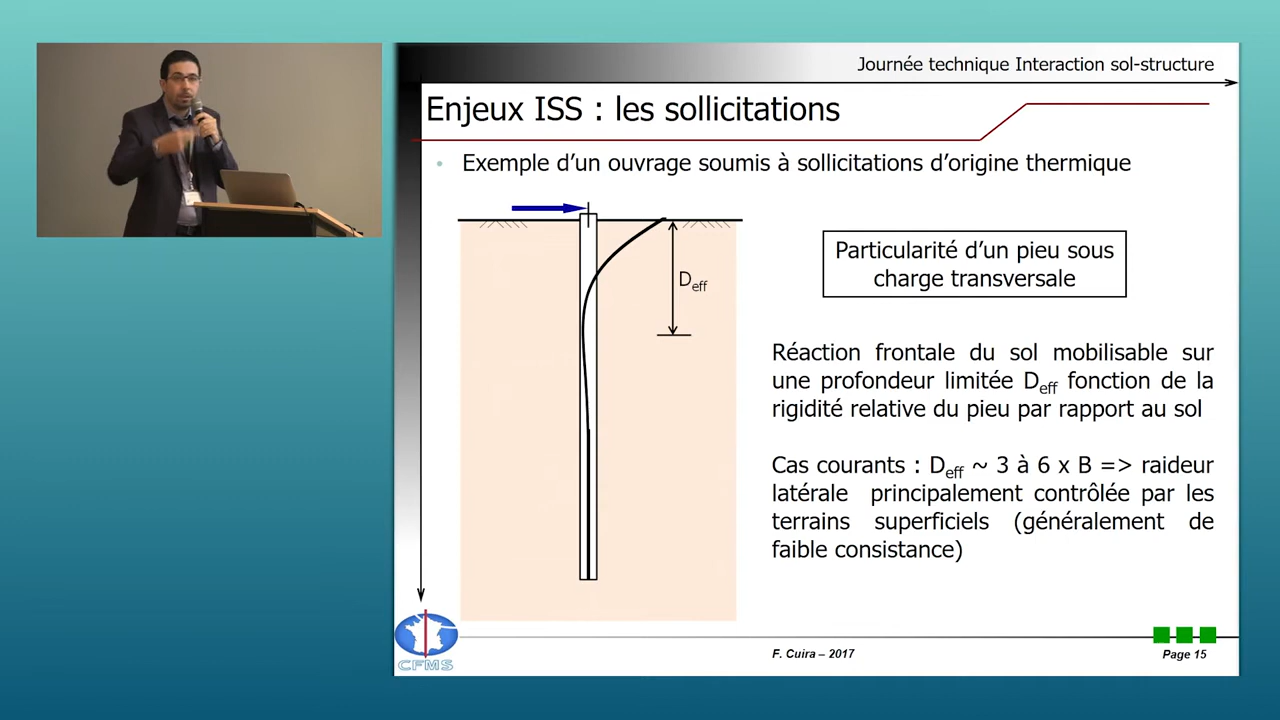 Journée technique Interaction sol-structure
Enjeux ISS : les sollicitations
• Exemple d'un ouvrage soumis à sollicitations d'origine thermique
Deff
Particularité d'un pieu sous
charge transversale
Réaction frontale du sol mobilisable sur
une profondeur limitée Deff fonction de la
rigidité relative du pieu par rapport au sol
Cas courants : Deff ~ 3 à 6 x B => raideur
latérale principalement contrôlée par les
terrains superficiels (généralement de
faible consistance)
CFMS
F. Cuira – 2017
Page 15